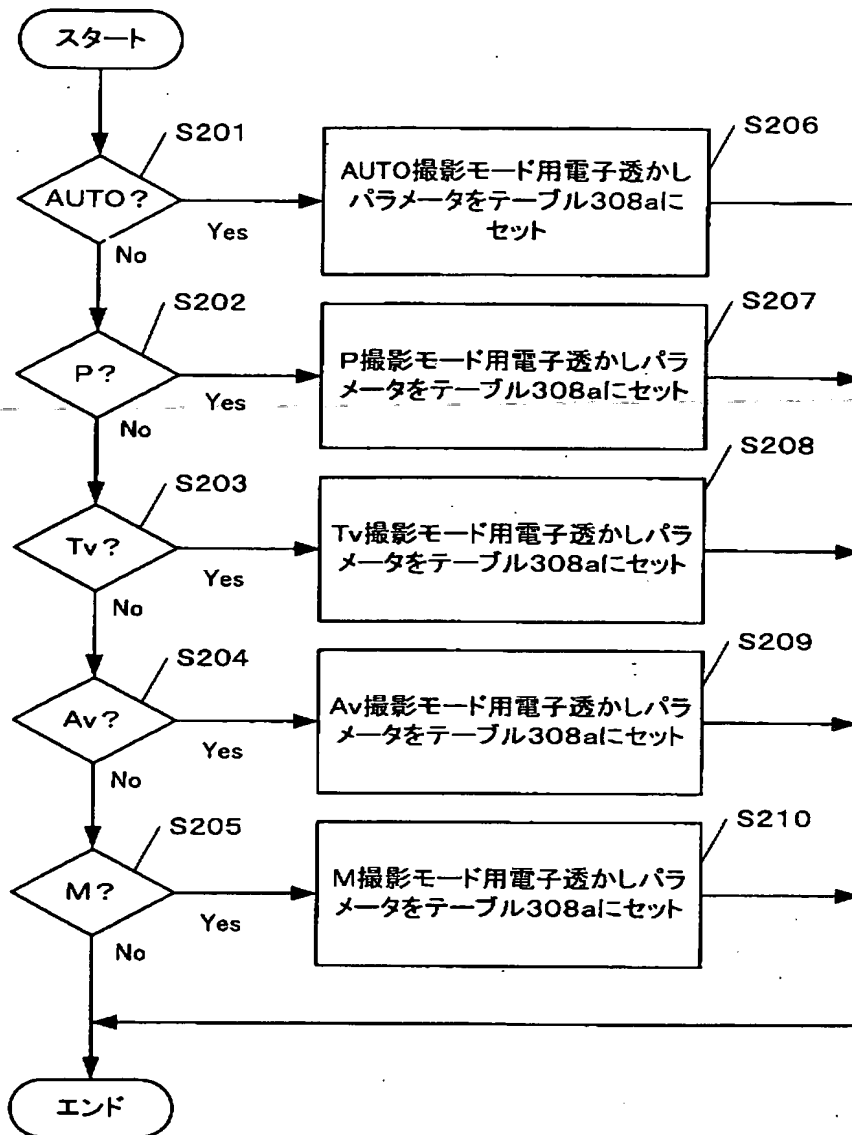 スタート
S201
S206
AUTO?
Yes
No
AUTO撮影モード用電子透かし
パラメータをテーブル308aに
セット
S202
S207
P?
Yes
No
P撮影モード用電子透かしパラ
メータをテーブル308aにセット
S203
S208
Tv?
Yes
No
Tv撮影モード用電子透かしパラ
メータをテーブル308aにセット
S204
S209
Av?
Yes
No
Av撮影モード用電子透かしパラ
メータをテーブル308aにセット
S205
S210
M?
Yes
No
M撮影モード用電子透かしパラ
メータをテーブル308aにセット
エンド